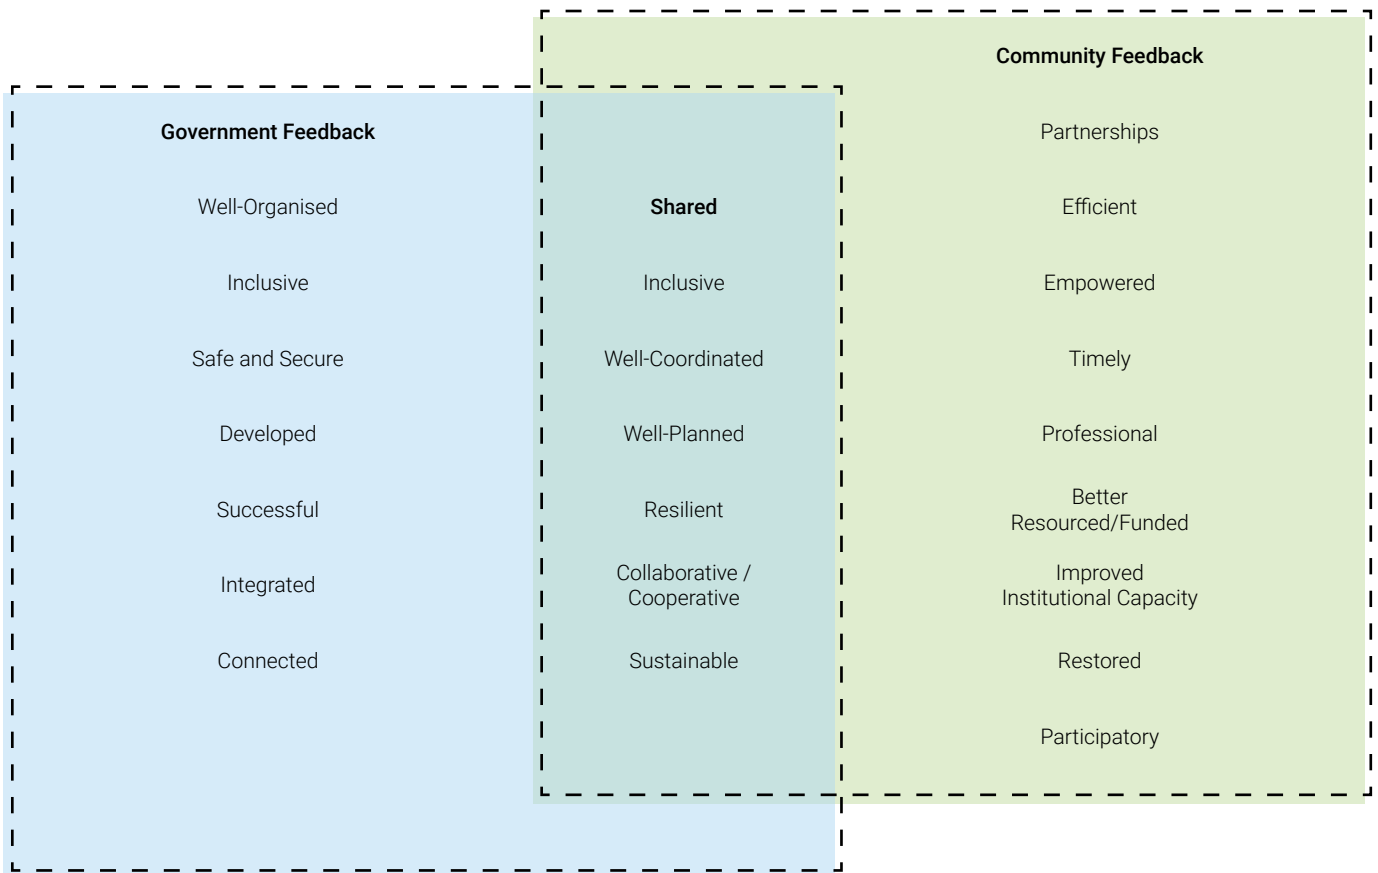 Government Feedback
Well-Organised
Inclusive
Safe and Secure
Developed
Successful
Integrated
Connected
Shared
Inclusive
Well-Coordinated
Well-Planned
Resilient
Collaborative /
Cooperative
Sustainable
Community Feedback
Partnerships
Efficient
Empowered
Timely
Professional
Better
Resourced/Funded
Improved
Institutional Capacity
Restored
Participatory